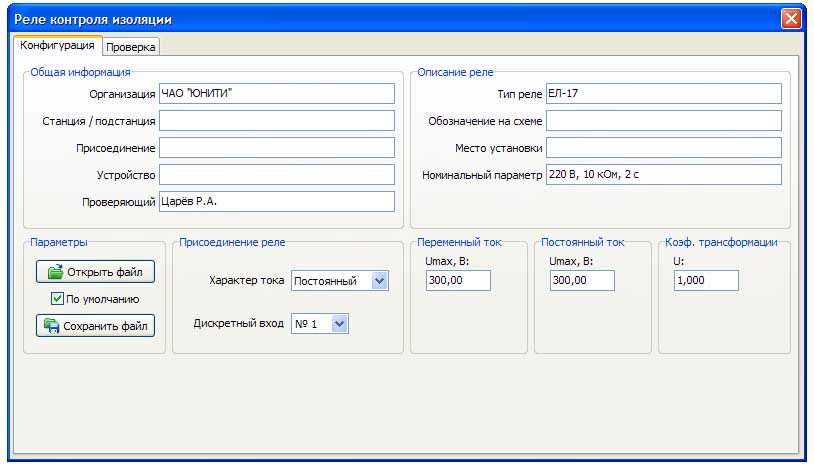 Реле контроля изоляции
Конфигурация
Проверка
Общая информация
Организация ЧАО "ЮНИТИ"
Станция / подстанция
Присоединение
Устройство
Проверяющий Царёв Р.А.
Описание реле
Тип реле ЕЛ-17
Обозначение на схеме
Место установки
Номинальный параметр 220 В, 10 кОм, 2 с
Параметры
Открыть файл
По умолчанию
Сохранить файл
Присоединение реле
Характер тока Постоянный
Дискретный вход № 1
Переменный ток
Umax, В:
300,00
Постоянный ток
Umax, В:
300,00
Коэф. трансформации
U:
1,000